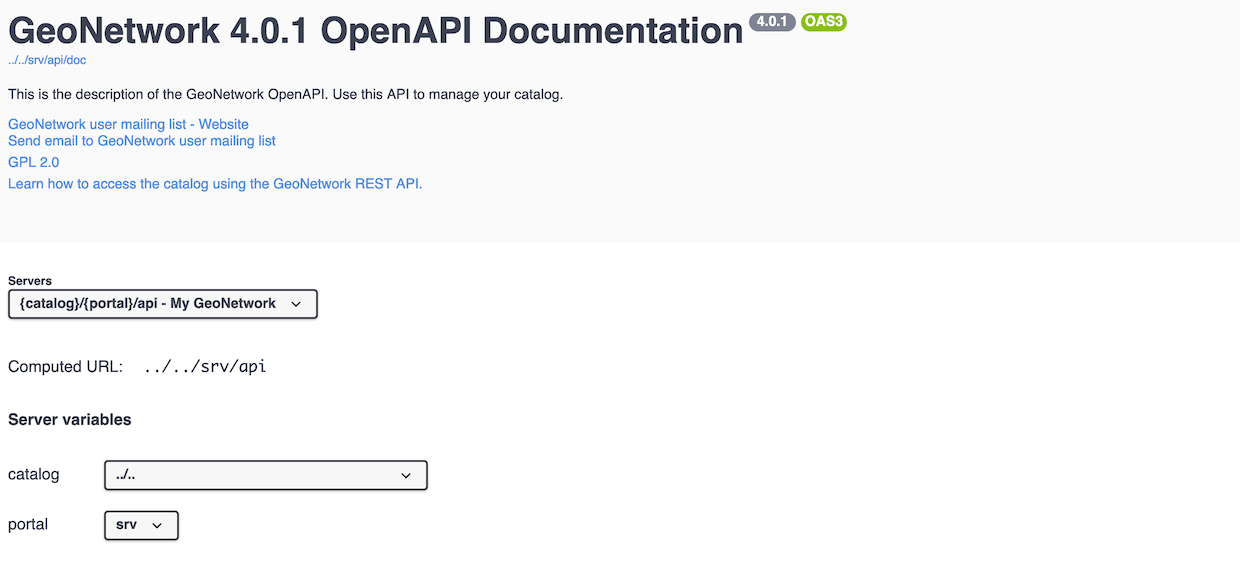 GeoNetwork 4.0.1 OpenAPI Documentation 4.0.1 OAS3
../../srv/api/doc
This is the description of the GeoNetwork OpenAPI. Use this API to manage your catalog.
GeoNetwork user mailing list - Website
Send email to GeoNetwork user mailing list
GPL 2.0
Learn how to access the catalog using the GeoNetwork REST API.
Servers
{catalog}/{portal}/api - My GeoNetwork
Computed URL: ../../srv/api
Server variables
catalog ../..
portal srv